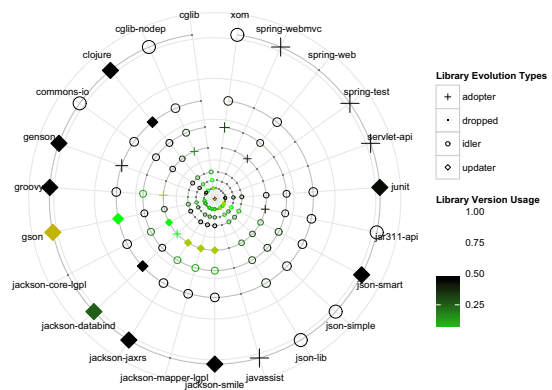 cglib
xom
cglib-nodep
spring-webmvc
clojure
spring-web
commons-io
spring-test
genson
servlet-api
groovy
junit
gson
jsr311-api
jackson-core-lgpl
json-smart
jackson-databind
json-simple
jackson-jaxrs
json-lib
jackson-mapper-lgpl
javassist
jackson-smile
Library Evolution Types
adopter
dropped
idler
updater
Library Version Usage
1.00
0.75
0.50
0.25